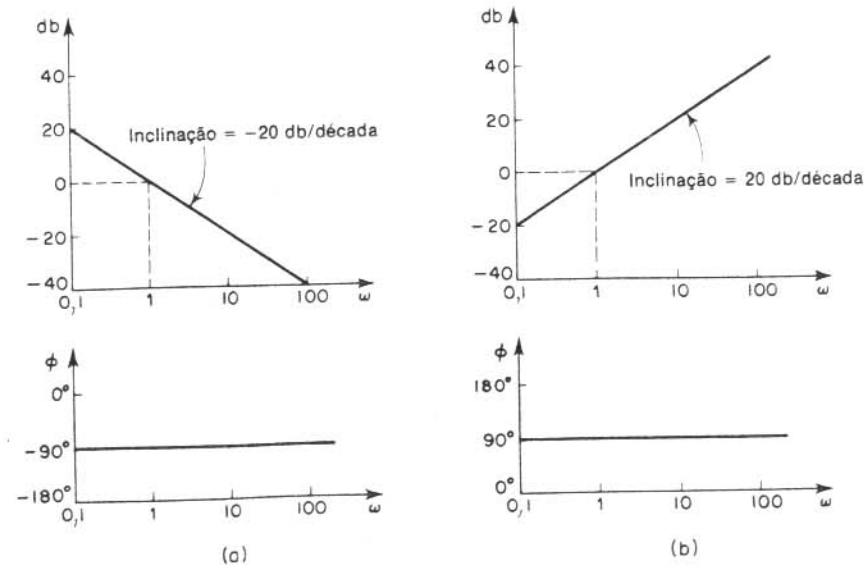 db
40
20
Inclinação = -20 db/década
0
-20
-40
0,1
1
10
100
ω
ϕ
0°
-90°
-180°
0,1
1
10
100
ω
(a)
db
40
20
0
Inclinação = 20 db/década
-20
-40
0,1
1
10
100
ω
ϕ
180°
90°
0°
0,1
1
10
100
ω
(b)